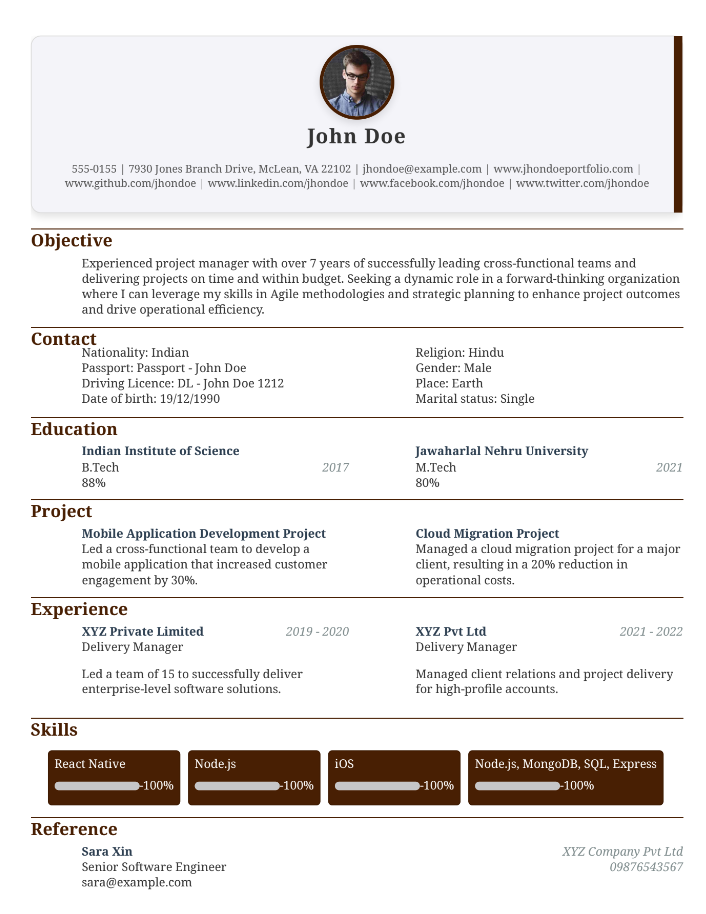 John Doe
555-0155 | 7930 Jones Branch Drive, McLean, VA 22102 | jhondoe@example.com | www.jhondoeportfolio.com |
www.github.com/jhondoe | www.linkedin.com/jhondoe | www.facebook.com/jhondoe | www.twitter.com/jhondoe
Objective
Experienced project manager with over 7 years of successfully leading cross-functional teams and
delivering projects on time and within budget. Seeking a dynamic role in a forward-thinking organization
where I can leverage my skills in Agile methodologies and strategic planning to enhance project outcomes
and drive operational efficiency.
Contact
Nationality: Indian
Passport: Passport - John Doe
Driving Licence: DL - John Doe 1212
Date of birth: 19/12/1990
Religion: Hindu
Gender: Male
Place: Earth
Marital status: Single
Education
Indian Institute of Science
B.Tech 2017
88%
Jawaharlal Nehru University
M.Tech 2021
80%
Project
Mobile Application Development Project
Led a cross-functional team to develop a
mobile application that increased customer
engagement by 30%.
Cloud Migration Project
Managed a cloud migration project for a major
client, resulting in a 20% reduction in
operational costs.
Experience
XYZ Private Limited 2019 - 2020
Delivery Manager
Led a team of 15 to successfully deliver
enterprise-level software solutions.
XYZ Pvt Ltd 2021 - 2022
Delivery Manager
Managed client relations and project delivery
for high-profile accounts.
Skills
React Native
-100%
Node.js
-100%
iOS
-100%
Node.js, MongoDB, SQL, Express
-100%
Reference
Sara Xin XYZ Company Pvt Ltd
Senior Software Engineer 09876543567
sara@example.com